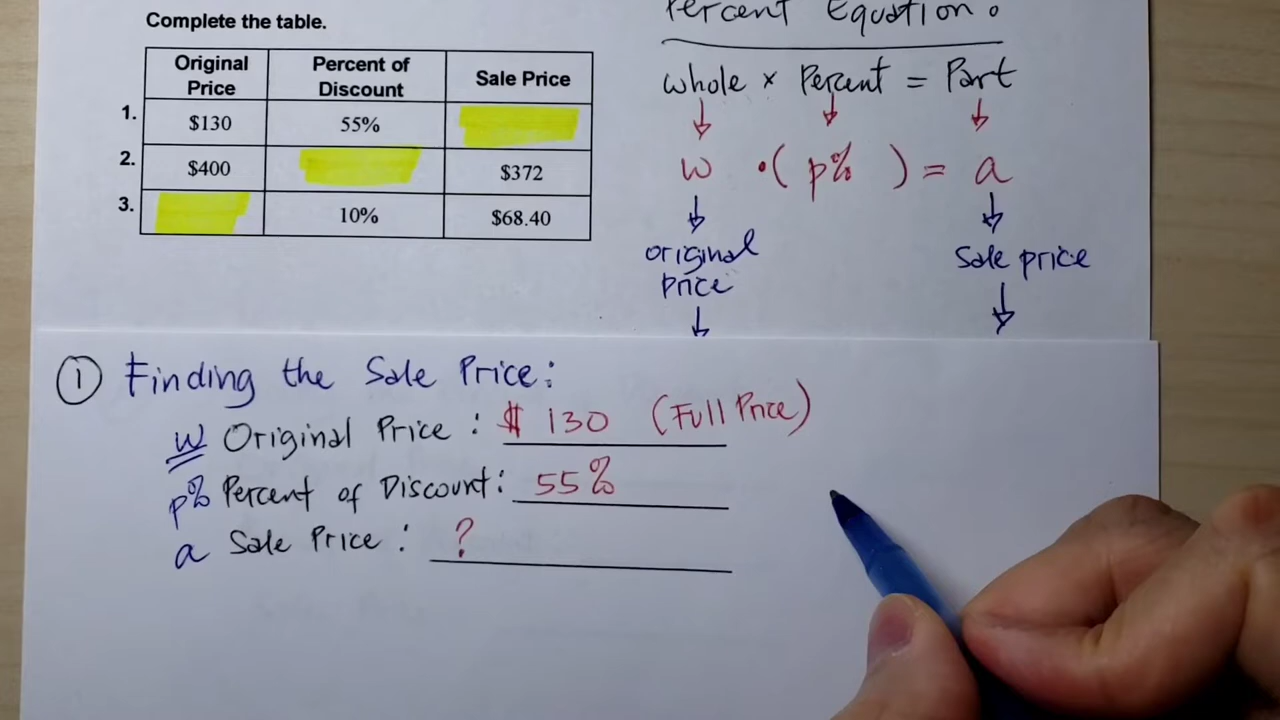 Complete the table.
Original Price	Percent of Discount	Sale Price
1.	$130	55%
2.	$400		$372
3.		10%	$68.40
Percent Equation:
whole × Percent = Part
w · ( p% ) = a
original price
Sale price
① Finding the Sale Price:
w Original Price : $ 130 (Full Price)
p% Percent of Discount: 55%
a Sale Price : ?